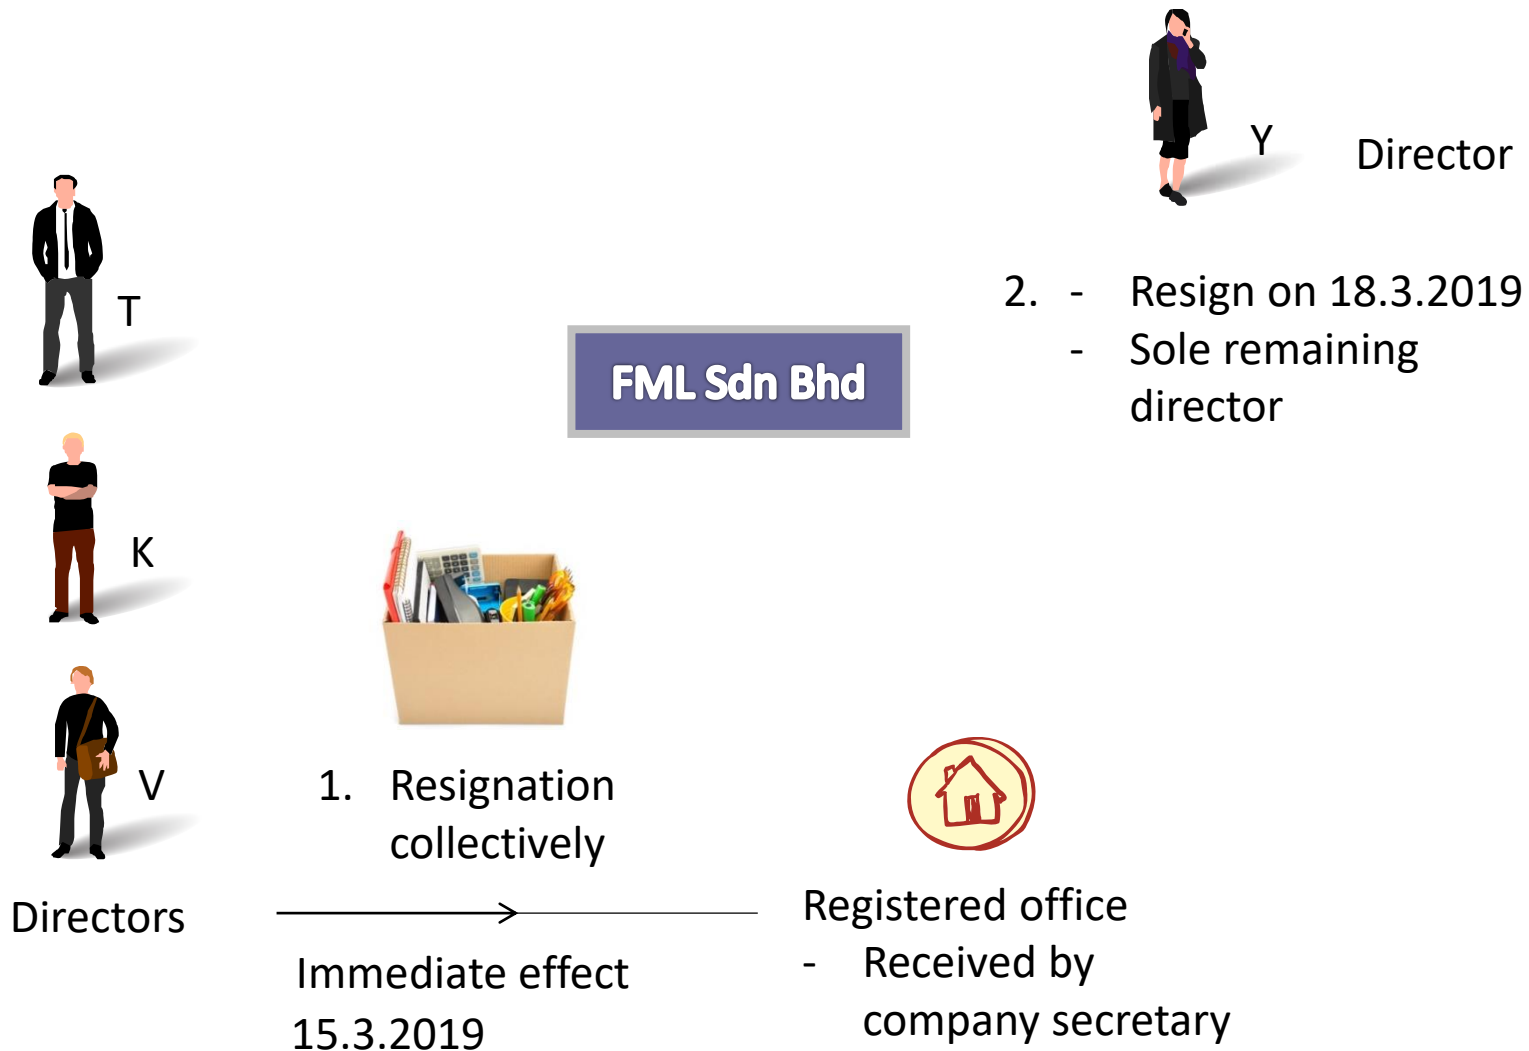 Y
Director
T
2. - Resign on 18.3.2019
- Sole remaining
director
FML Sdn Bhd
K
V
1. Resignation
collectively
Directors
Immediate effect
15.3.2019
Registered office
- Received by
company secretary